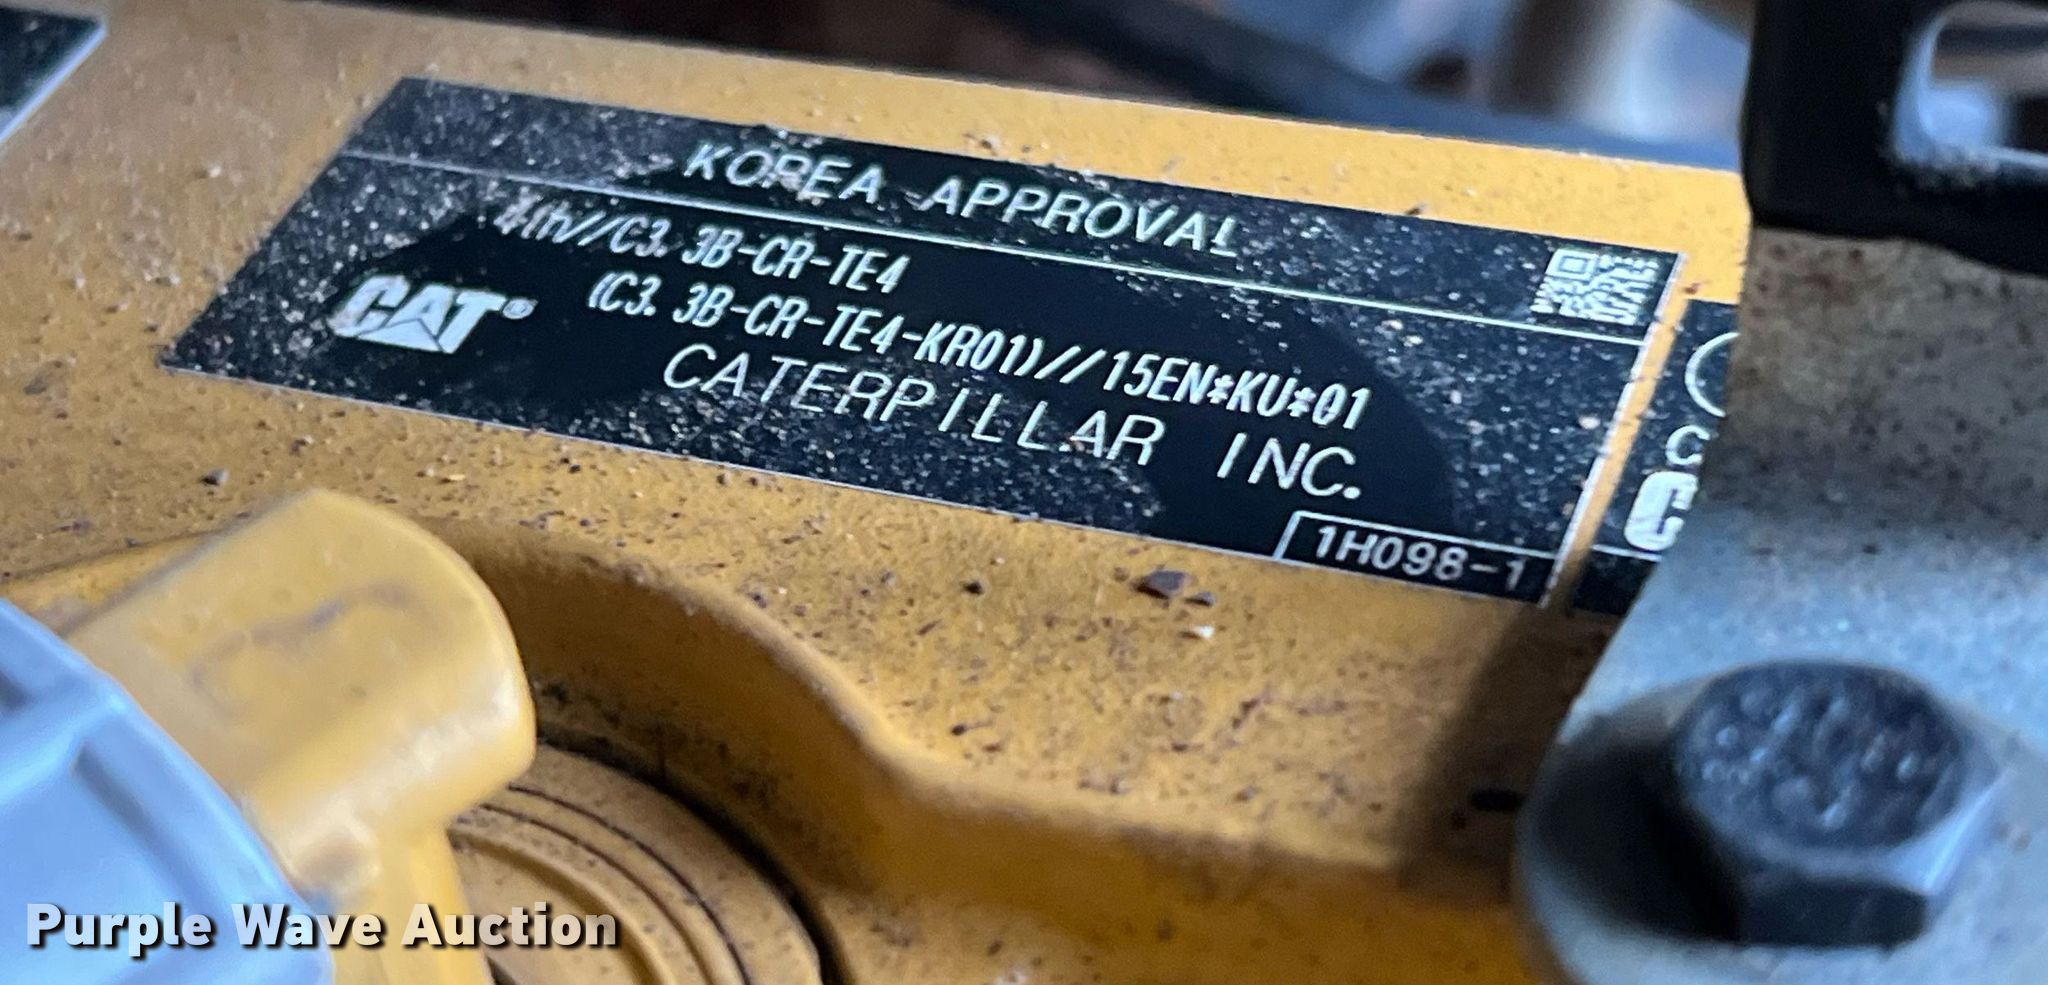 KOREA APPROVAL
4th//C3.3B-CR-TE4
(C3.3B-CR-TE4-KR01)//15EN*KU*01
CAT®
CATERPILLAR INC.
1H098-1
Purple Wave Auction